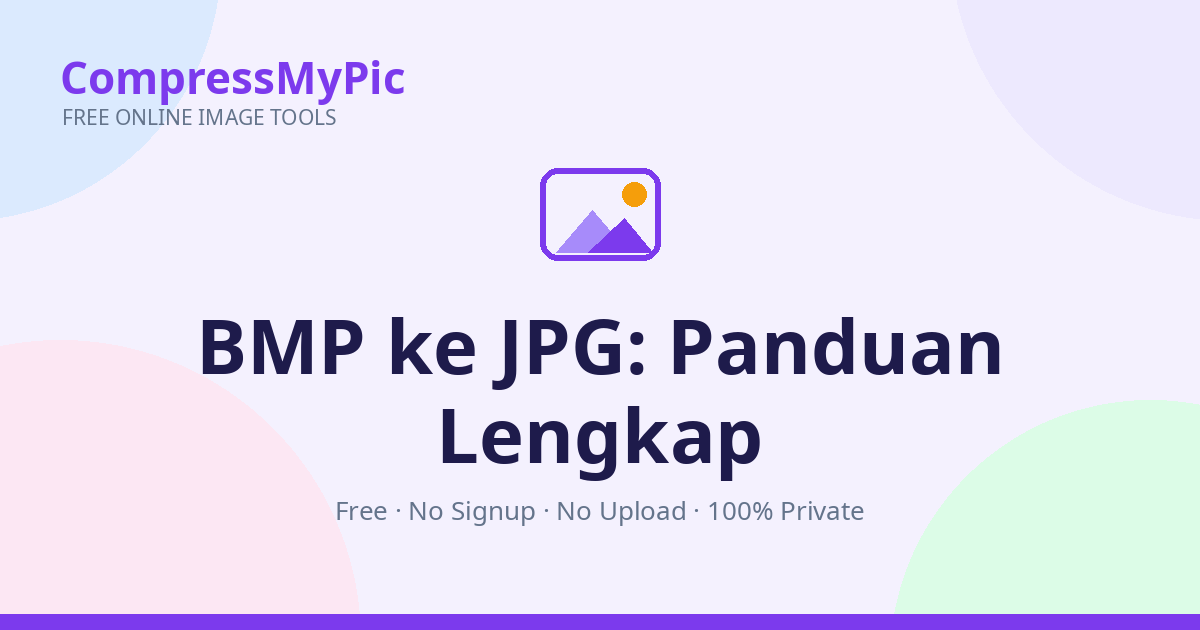 CompressMyPic
FREE ONLINE IMAGE TOOLS
BMP ke JPG: Panduan
Lengkap
Free · No Signup · No Upload · 100% Private